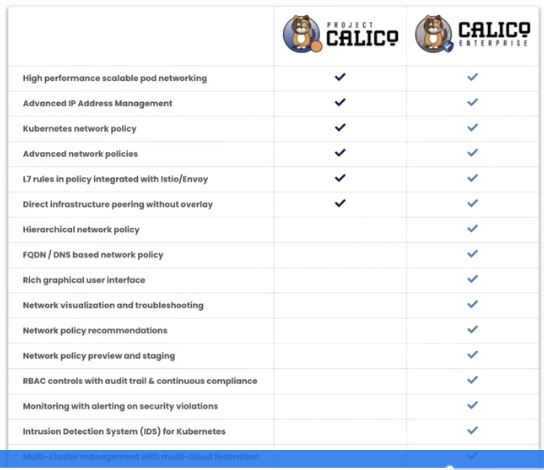 PROJECT
CALICO
CALICO
ENTERPRISE
High performance scalable pod networking
Advanced IP Address Management
Kubernetes network policy
Advanced network policies
L7 rules in policy integrated with Istio/Envoy
Direct infrastructure peering without overlay
Hierarchical network policy
FQDN / DNS based network policy
Rich graphical user interface
Network visualization and troubleshooting
Network policy recommendations
Network policy preview and staging
RBAC controls with audit trail & continuous compliance
Monitoring with alerting on security violations
Intrusion Detection System (IDS) for Kubernetes
Multi-cluster management with multi-cloud federation